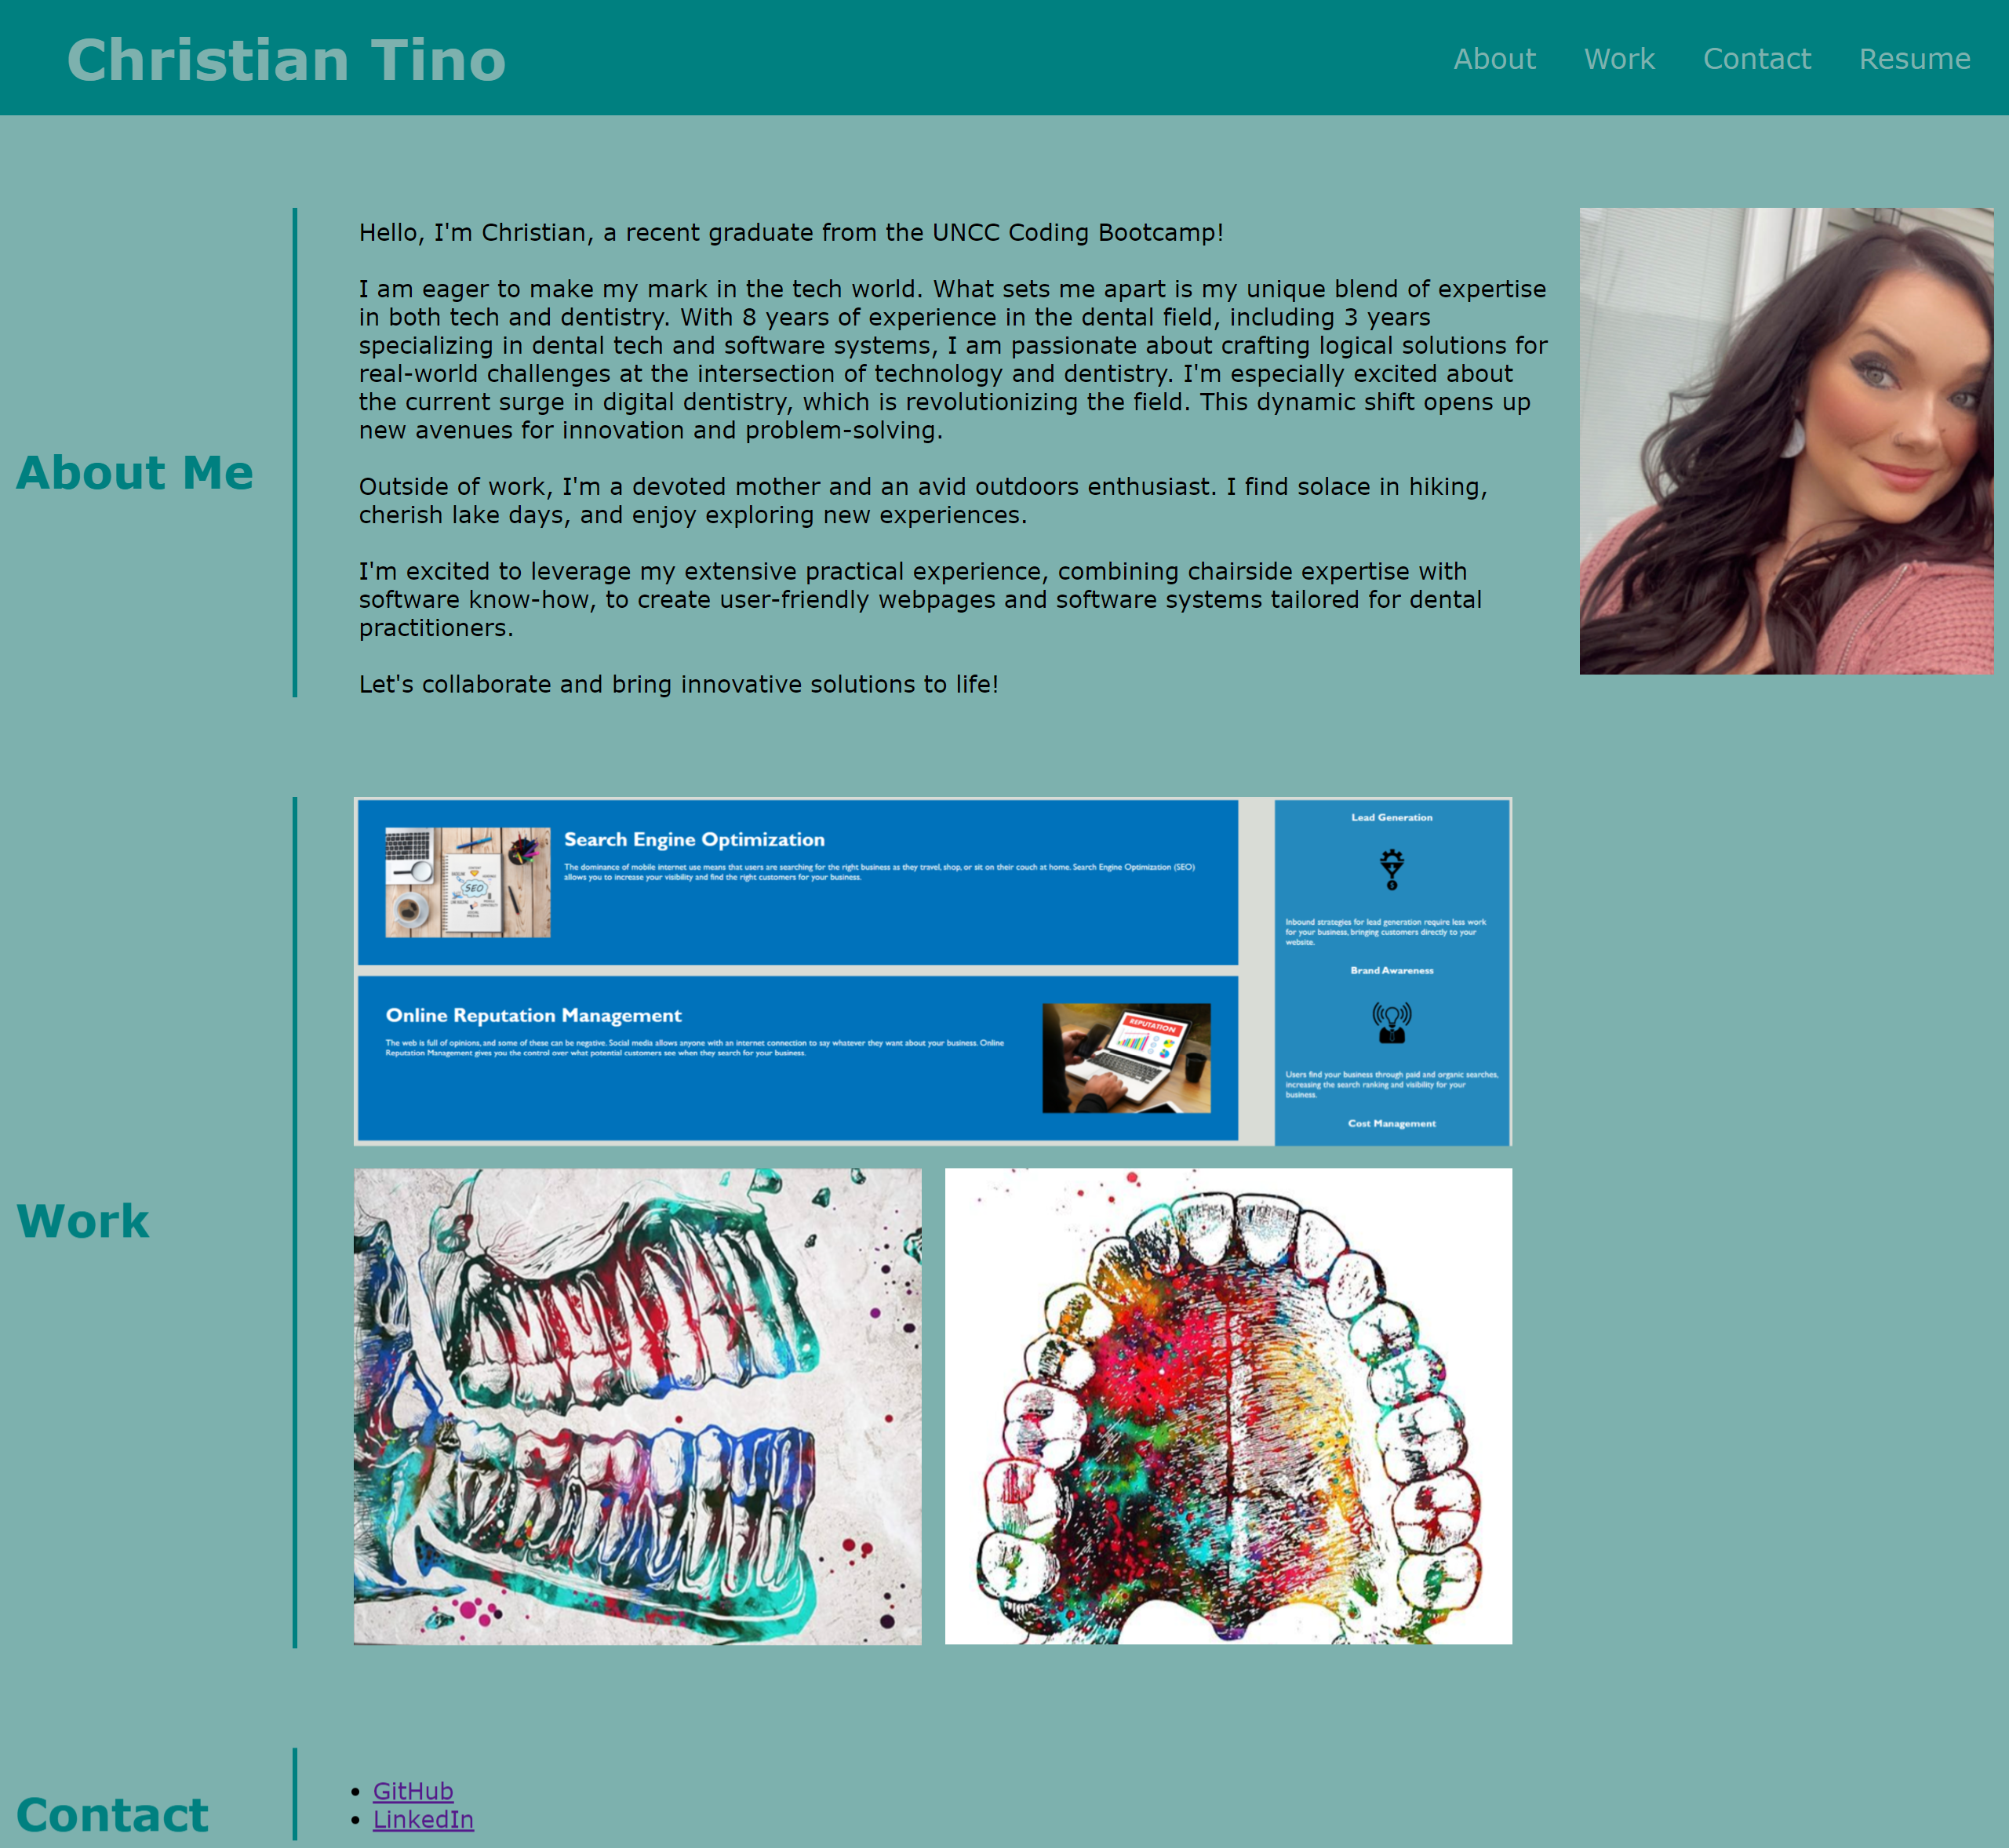 Christian Tino
About Work Contact Resume
Hello, I'm Christian, a recent graduate from the UNCC Coding Bootcamp!
I am eager to make my mark in the tech world. What sets me apart is my unique blend of expertise
in both tech and dentistry. With 8 years of experience in the dental field, including 3 years
specializing in dental tech and software systems, I am passionate about crafting logical solutions for
real-world challenges at the intersection of technology and dentistry. I'm especially excited about
the current surge in digital dentistry, which is revolutionizing the field. This dynamic shift opens up
new avenues for innovation and problem-solving.
About Me
Outside of work, I'm a devoted mother and an avid outdoors enthusiast. I find solace in hiking,
cherish lake days, and enjoy exploring new experiences.
I'm excited to leverage my extensive practical experience, combining chairside expertise with
software know-how, to create user-friendly webpages and software systems tailored for dental
practitioners.
Let's collaborate and bring innovative solutions to life!
Search Engine Optimization
The dominance of mobile internet use means that users are searching for the right business as they travel, shop, or sit on their couch at home. Search Engine Optimization (SEO)
allows you to increase your visibility and find the right customers for your business.
SEO
Online Reputation Management
The web is full of opinions, and some of these can be negative. Social media allows anyone with an internet connection to say whatever they want about your business. Online
Reputation Management gives you the control over what potential customers see when they search for your business.
REPUTATION
Lead Generation
Inbound strategies for lead generation require less work
for your business, bringing customers directly to your
website.
Brand Awareness
Users find your business through paid and organic searches,
increasing the search ranking and visibility for your
business.
Cost Management
Work
Contact
GitHub
LinkedIn